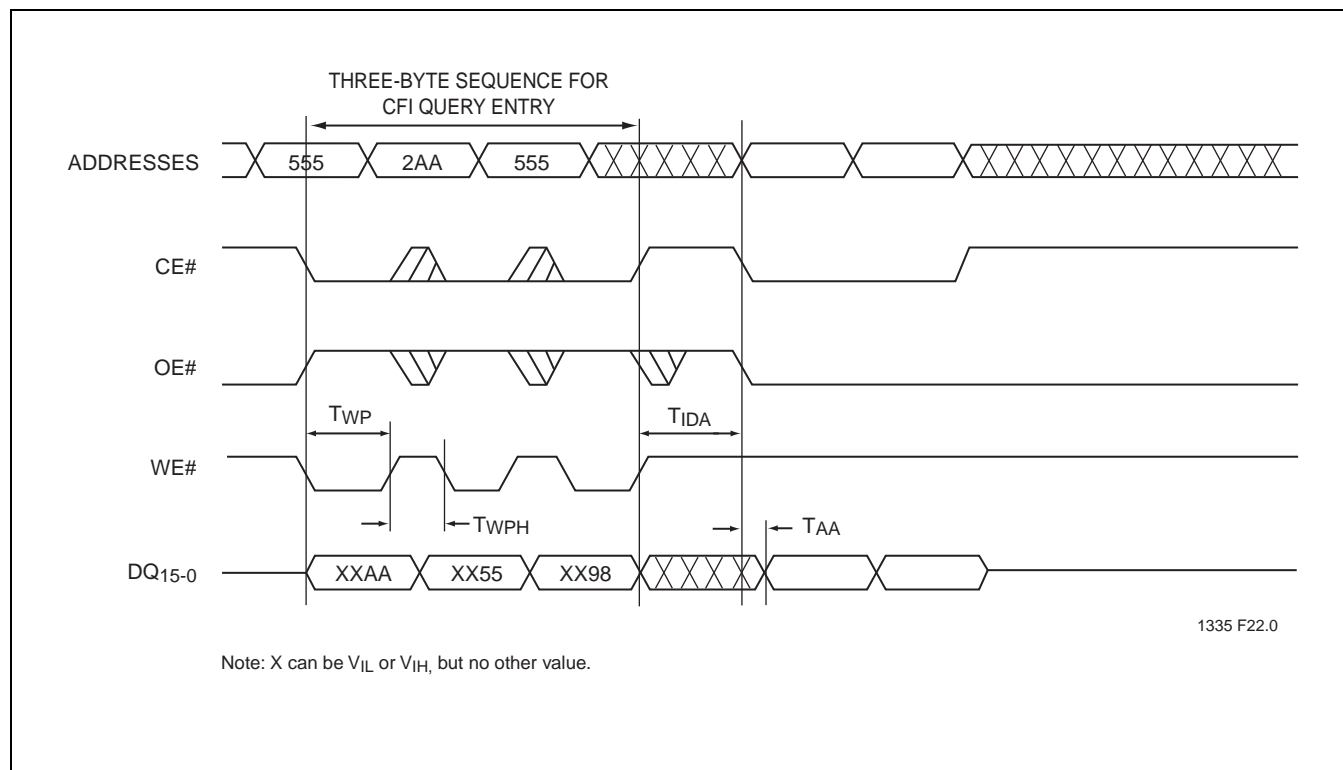 THREE-BYTE SEQUENCE FOR
CFI QUERY ENTRY
ADDRESSES
555
2AA
555
CE#
OE#
TWP
TIDA
WE#
TWPH
TAA
DQ15-0
XXAA
XX55
XX98
1335 F22.0
Note: X can be VIL or VIH, but no other value.